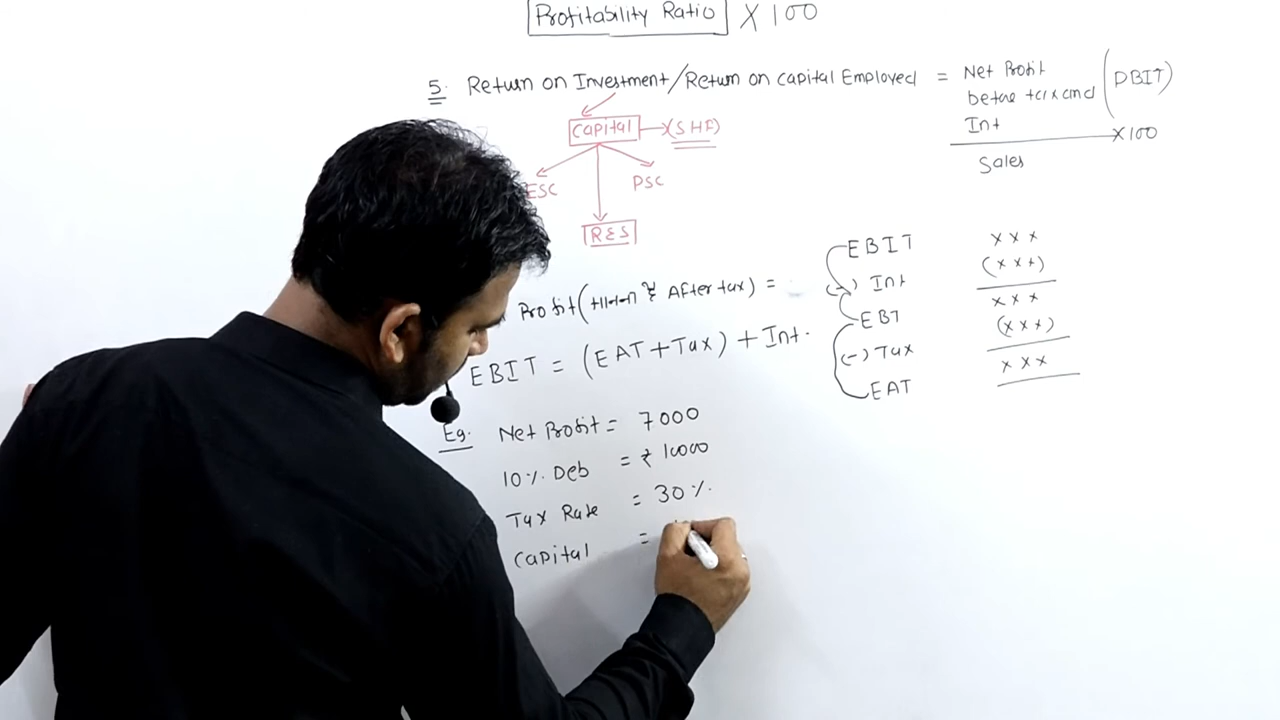 Profitability Ratio X 100
5. Return on Investment/Return on Capital Employed = Net Profit before tax and Int (PBIT) X100
Sales
Capital → (SHF)
ESC PSC
RES
Profit ( After tax) =
EBIT = (EAT+Tax) + Int.
EBIT xxx
(-) Int (xxx)
EBT xxx
(-) Tax (xxx)
EAT xxx
Eg. Net Profit = 7000
10% Deb = ₹ 10000
Tax Rate = 30%
Capital =